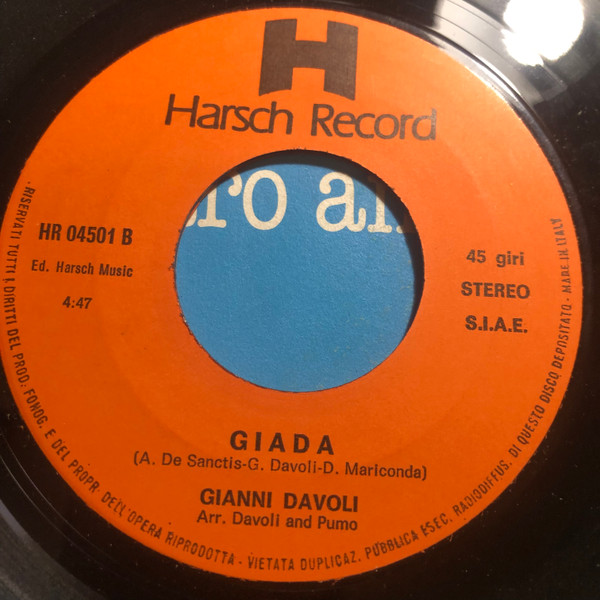 H
Harsch Record
ro a
HR 04501 B
Ed. Harsch Music
4:47
45 giri
STEREO
S.I.A.E.
GIADA
(A. De Sanctis-G. Davoli-D. Mariconda)
GIANNI DAVOLI
Arr. Davoli and Pumo
RISERVATI TUTTI I DIRITTI DEL PROD. FONOG. E DEL PROPR. DELL'OPERA RIPRODOTTA - VIETATA DUPLICAZ. PUBBLICA ESEC. RADIODIFFUS. DI QUESTO DISCO DEPOSITATO - MADE IN ITALY